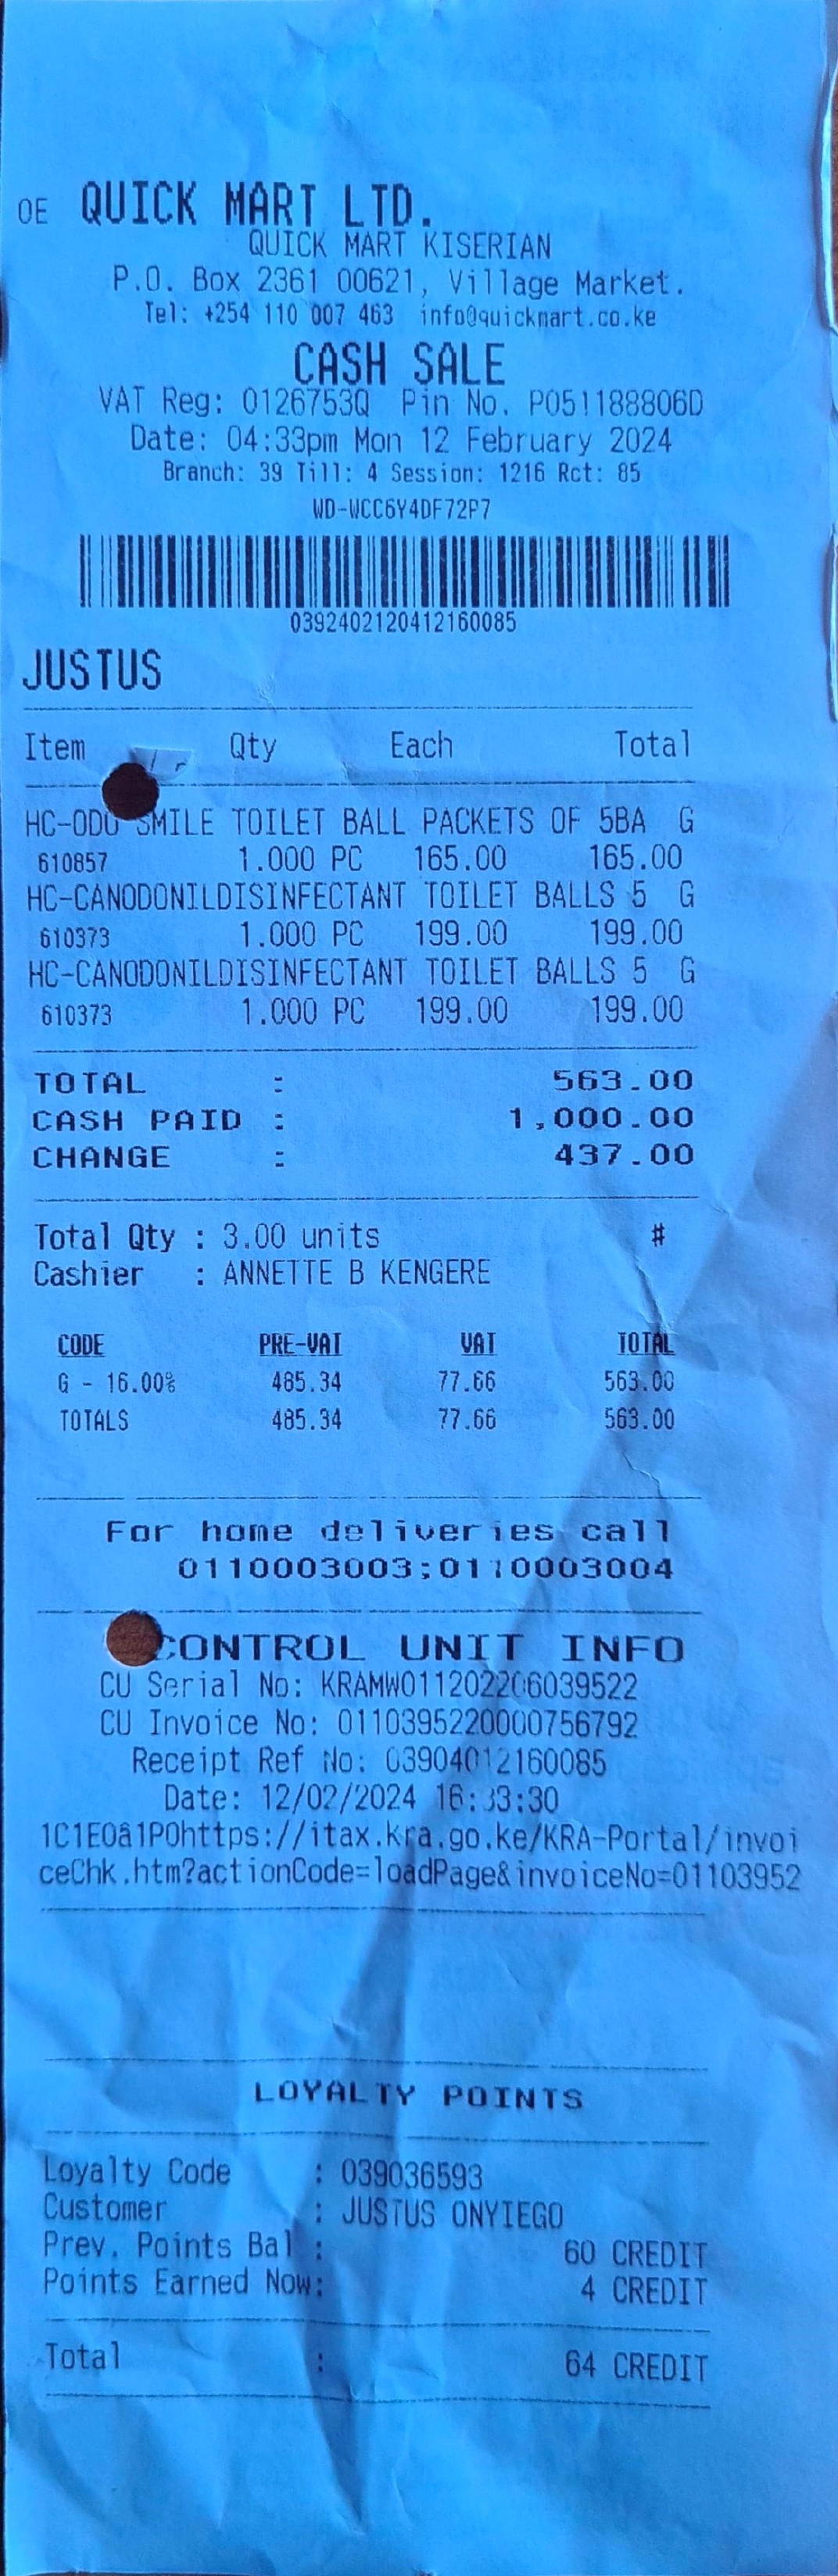 OE QUICK MART LTD.
QUICK MART KISERIAN
P.O. Box 2361 00621, Village Market.
Tel: +254 110 007 463 info@quickmart.co.ke
CASH SALE
VAT Reg: 0126753Q Pin No. P051188806D
Date: 04:33pm Mon 12 February 2024
Branch: 39 Till: 4 Session: 1216 Rct: 85
WD-WCC6Y4DF72P7
0392402120412160085
JUSTUS
Item Qty Each Total
SMILE TOILET BALL PACKETS OF 5BA G
610857 1.000 PC 165.00 165.00
HC-CANODONILDISINFECTANT TOILET BALLS 5 G
610373 1.000 PC 199.00 199.00
HC-CANODONILDISINFECTANT TOILET BALLS 5 G
610373 1.000 PC 199.00 199.00
TOTAL : 563.00
CASH PAID : 1,000.00
CHANGE : 437.00
Total Qty : 3.00 units #
Cashier : ANNETTE B KENGERE
CODE PRE-VAT VAT TOTAL
G - 16.00% 485.34 77.66 563.00
TOTALS 485.34 77.66 563.00
For home deliveries call
0110003003;0110003004
CONTROL UNIT INFO
CU Serial No: KRAMW011202206039522
CU Invoice No: 0110395220000756792
Receipt Ref No: 03904012160085
Date: 12/02/2024 16:33:30
1C1E0â1P0https://itax.kra.go.ke/KRA-Portal/invoi
ceChk.htm?actionCode=loadPage&invoiceNo=01103952
LOYALTY POINTS
Loyalty Code : 039036593
Customer : JUSTUS ONYIEGO
Prev. Points Bal : 60 CREDIT
Points Earned Now: 4 CREDIT
Total : 64 CREDIT